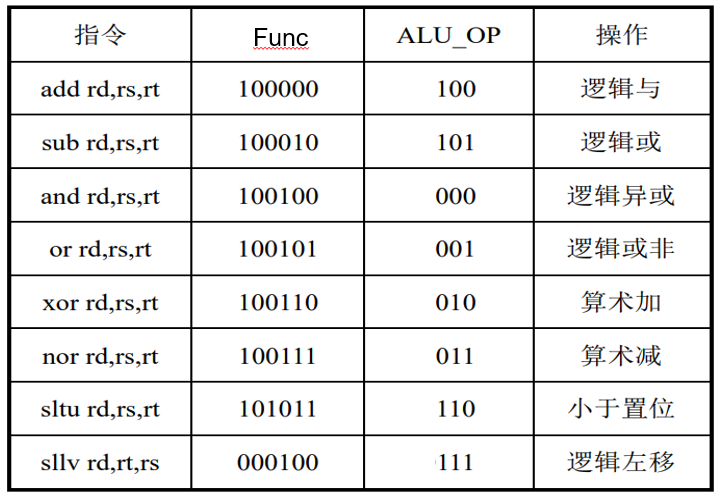 指令 Func ALU_OP 操作
add rd,rs,rt 100000 100 逻辑与
sub rd,rs,rt 100010 101 逻辑或
and rd,rs,rt 100100 000 逻辑异或
or rd,rs,rt 100101 001 逻辑或非
xor rd,rs,rt 100110 010 算术加
nor rd,rs,rt 100111 011 算术减
sltu rd,rs,rt 101011 110 小于置位
sllv rd,rt,rs 000100 111 逻辑左移